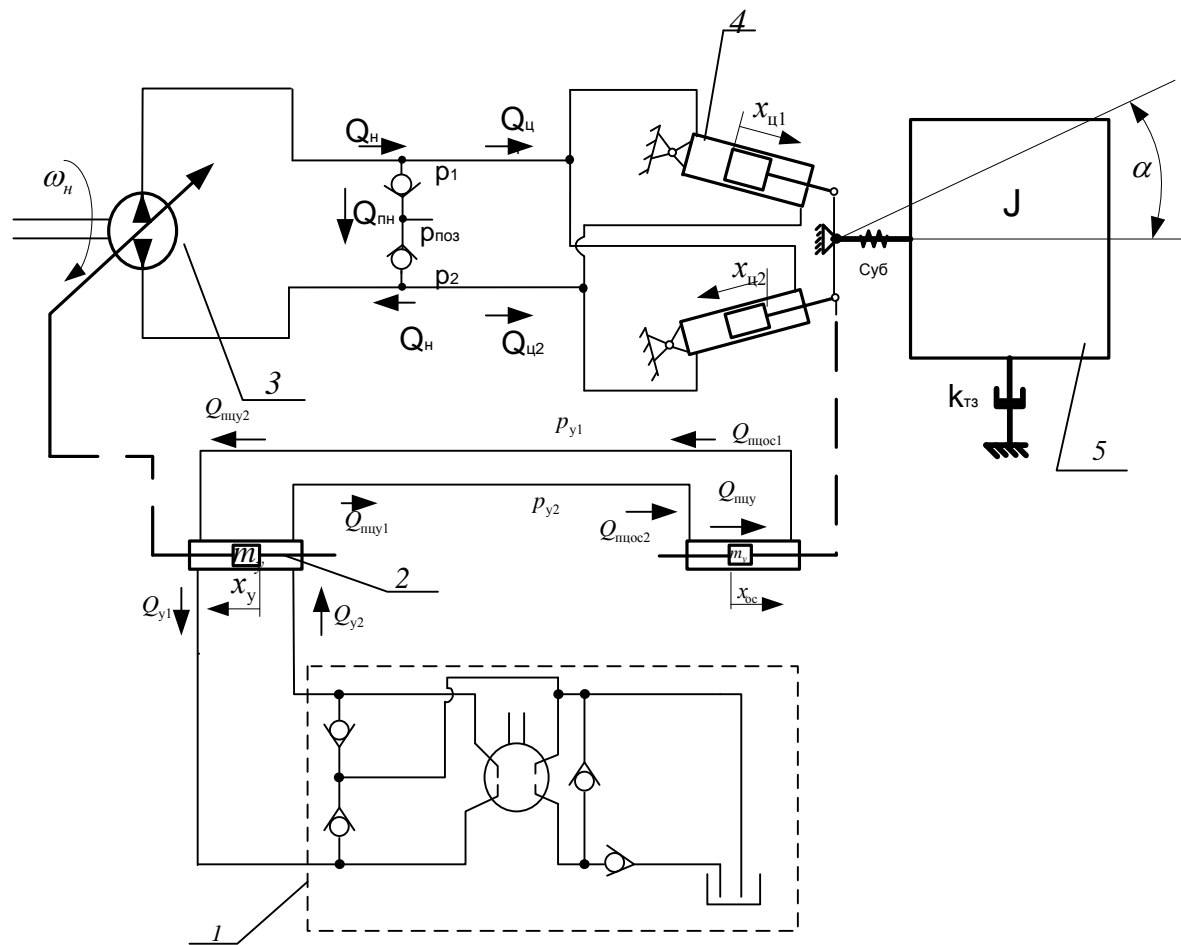 4
x_ц1
Q_н
Q_ц
p_1
ω_н
Q_пн
p_поз
J
α
Cуб
x_ц2
p_2
Q_н
Q_ц2
3
k_тз
5
Q_пцу2
p_у1
Q_пцос1
Q_пцу1
p_у2
Q_пцу
Q_пцос2
m_у
m_у
2
x_у
x_ос
Q_у1
Q_у2
1